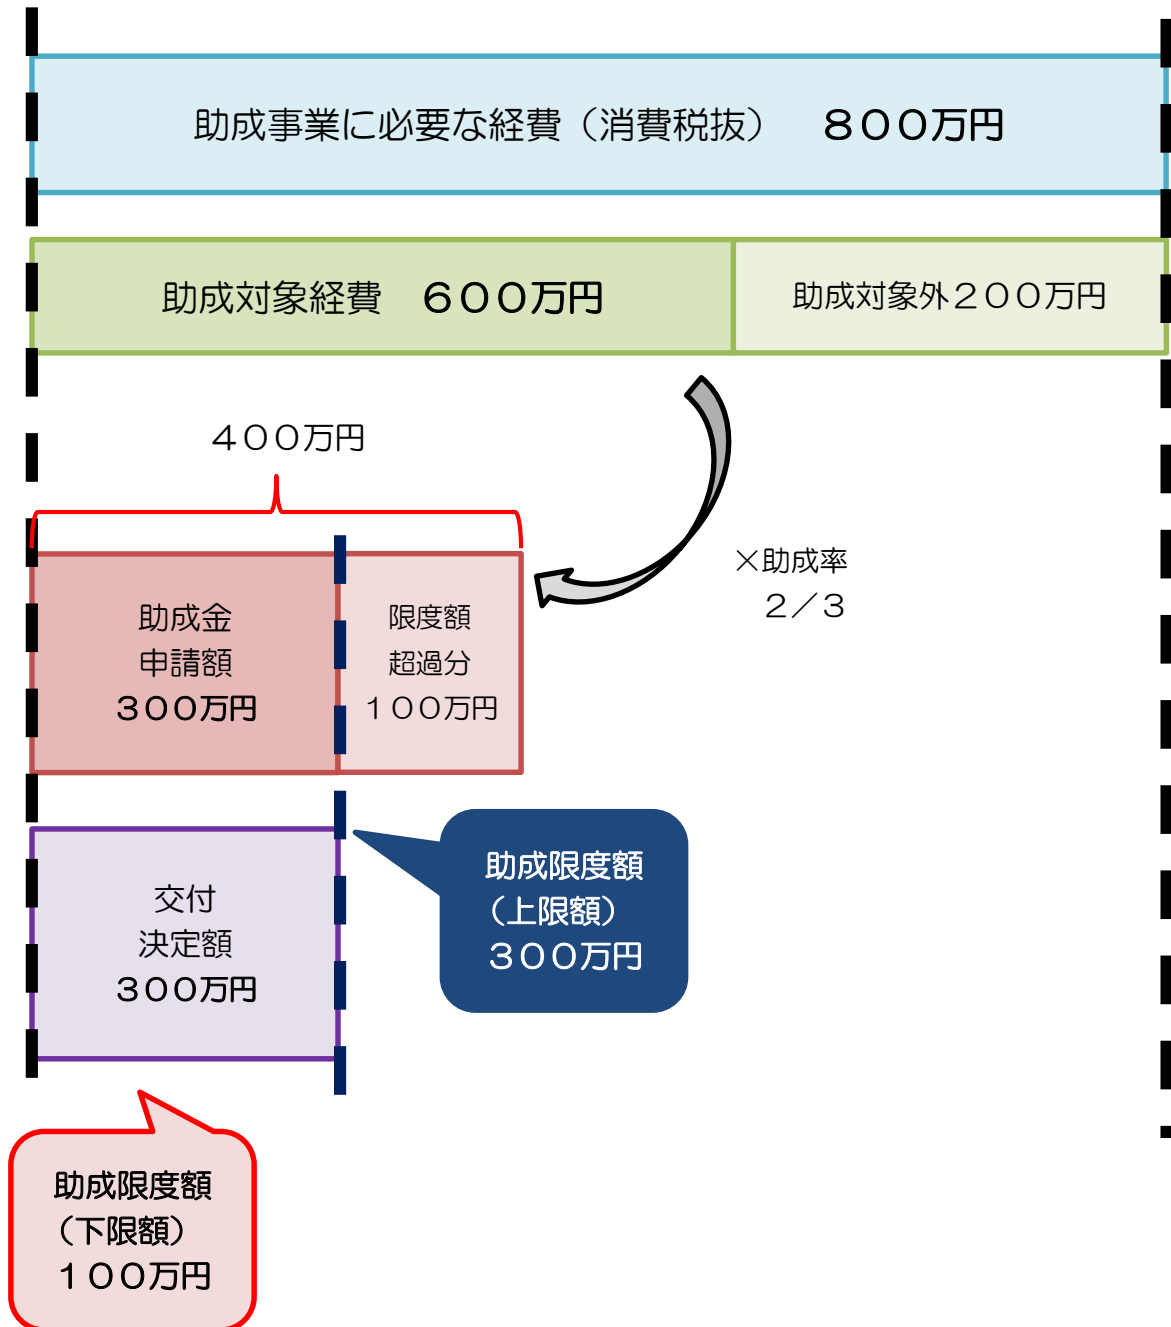 助成事業に必要な経費（消費税抜）　８００万円
助成対象経費　６００万円
助成対象外２００万円
４００万円
×助成率
２／３
助成金
申請額
３００万円
限度額
超過分
１００万円
交付
決定額
３００万円
助成限度額
（上限額）
３００万円
助成限度額
（下限額）
１００万円